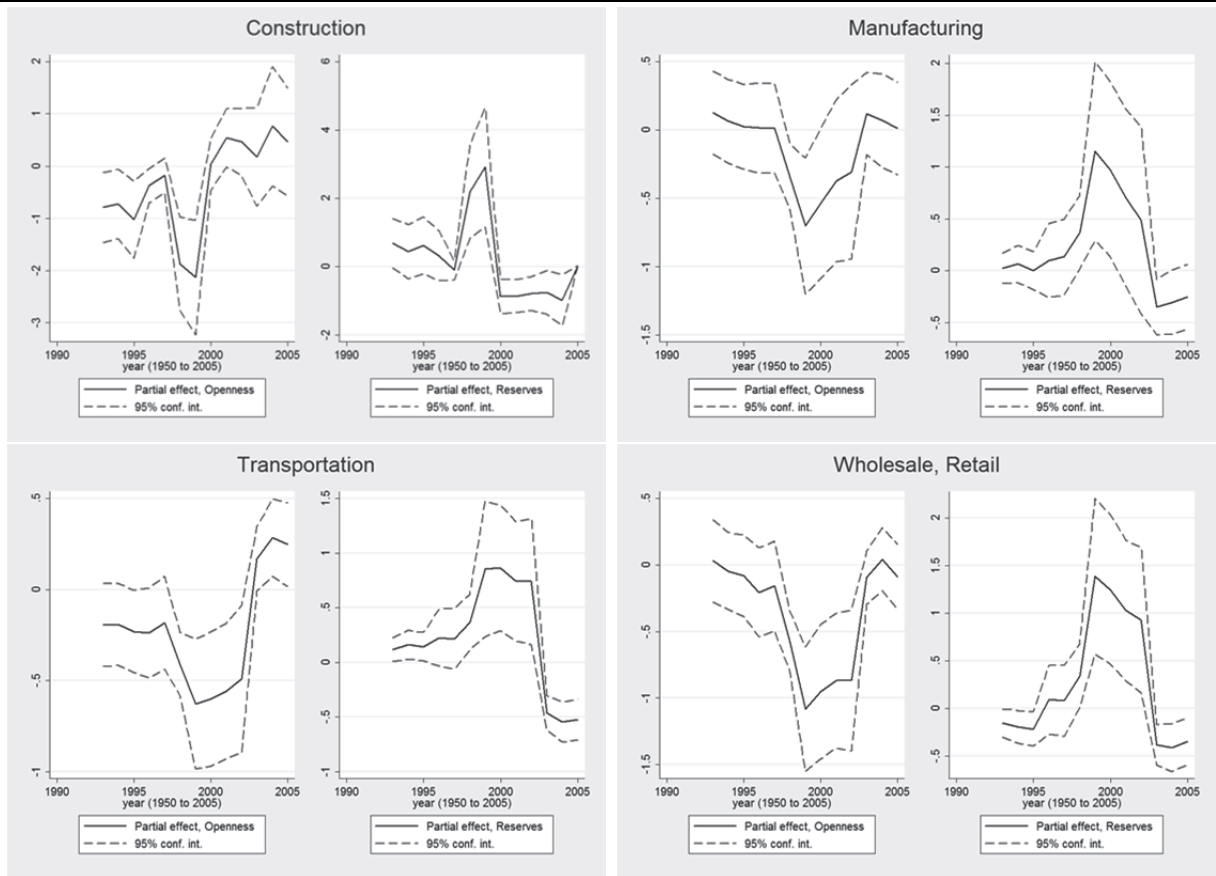 Construction
2
1
0
-1
-2
-3
1990 1995 2000 2005
year (1950 to 2005)
Partial effect, Openness
95% conf. int.
6
4
2
0
-2
1990 1995 2000 2005
year (1950 to 2005)
Partial effect, Reserves
95% conf. int.
Manufacturing
.5
0
-.5
-1
-1.5
1990 1995 2000 2005
year (1950 to 2005)
Partial effect, Openness
95% conf. int.
2
1.5
1
.5
0
-.5
1990 1995 2000 2005
year (1950 to 2005)
Partial effect, Reserves
95% conf. int.
Transportation
.5
0
-.5
-1
1990 1995 2000 2005
year (1950 to 2005)
Partial effect, Openness
95% conf. int.
1.5
1
.5
0
-.5
-1
1990 1995 2000 2005
year (1950 to 2005)
Partial effect, Reserves
95% conf. int.
Wholesale, Retail
.5
0
-.5
-1
-1.5
1990 1995 2000 2005
year (1950 to 2005)
Partial effect, Openness
95% conf. int.
2
1.5
1
.5
0
-.5
1990 1995 2000 2005
year (1950 to 2005)
Partial effect, Reserves
95% conf. int.